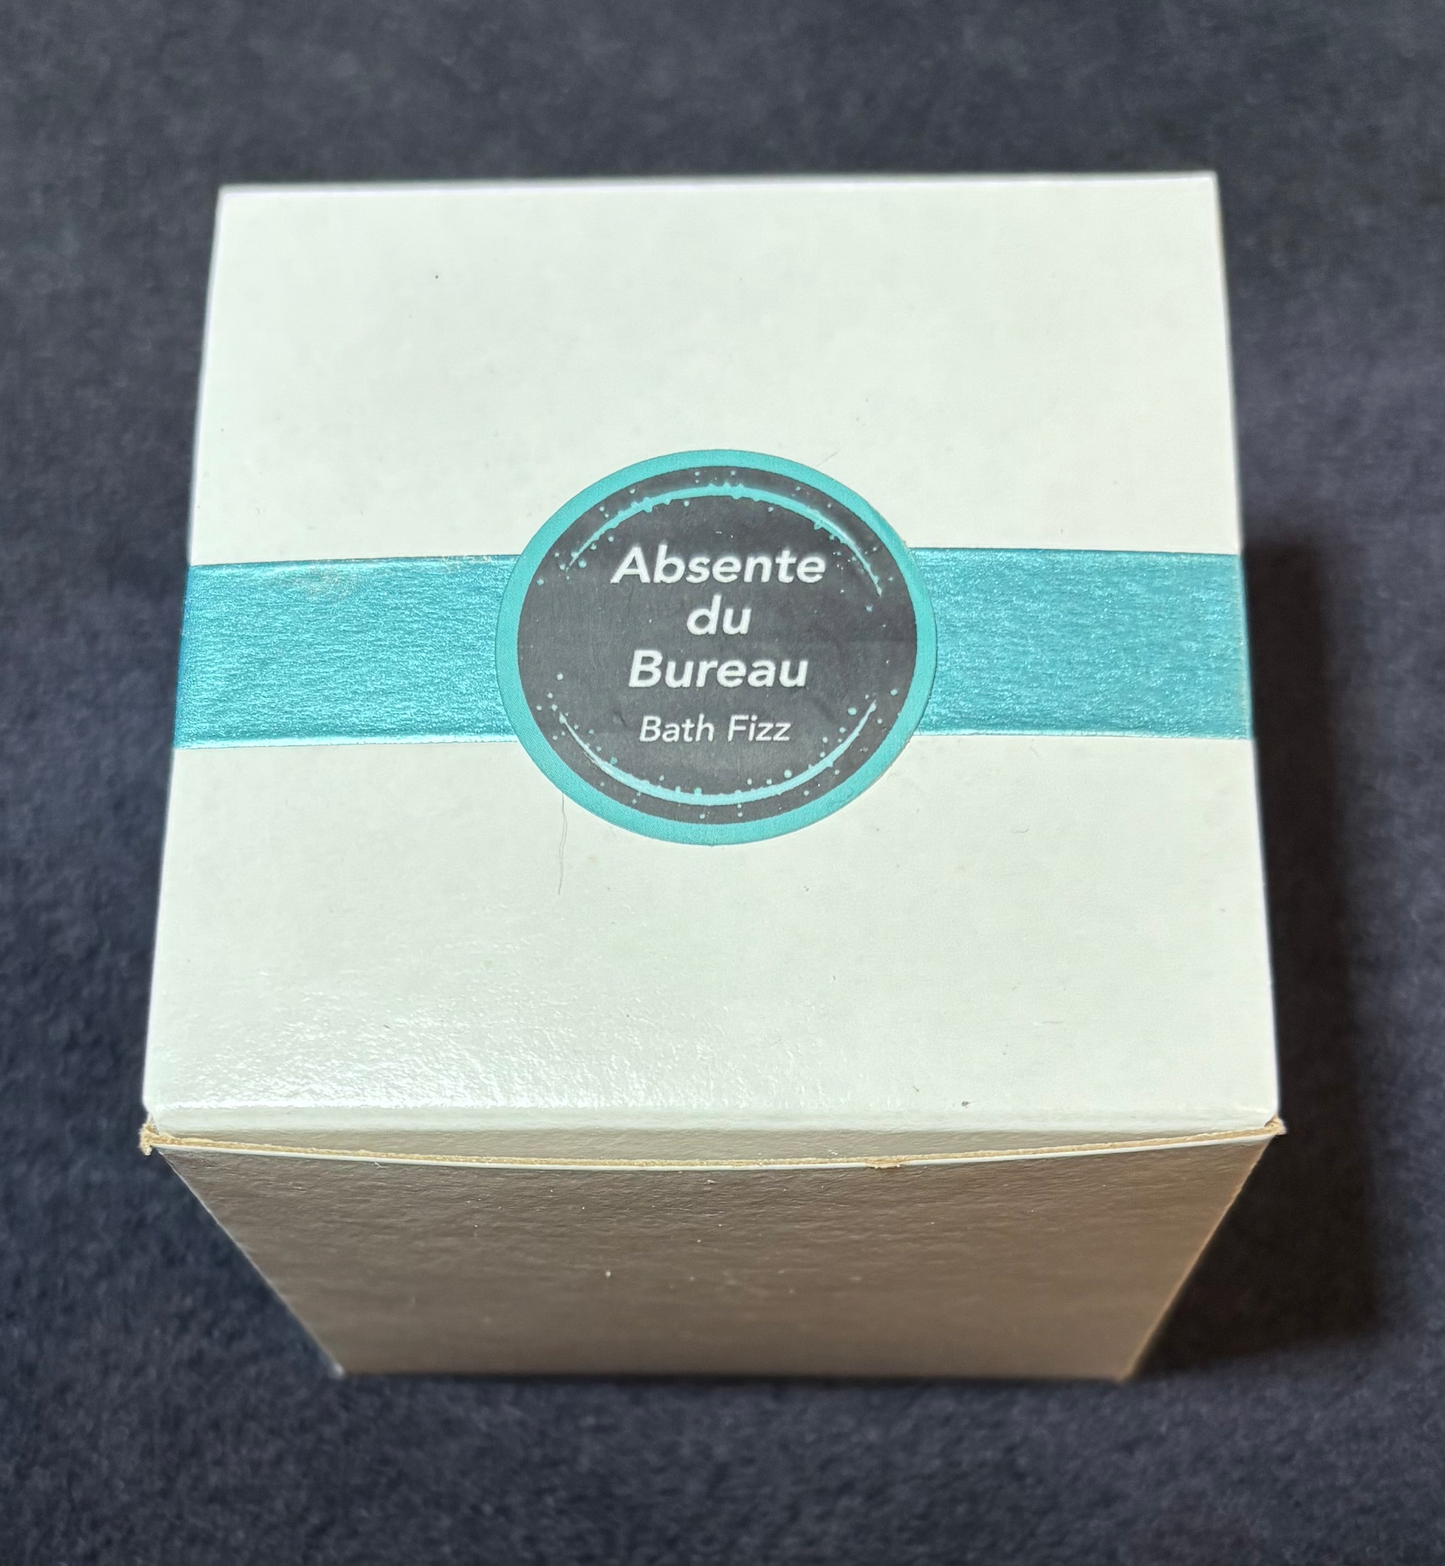 Absente
du
Bureau
Bath Fizz